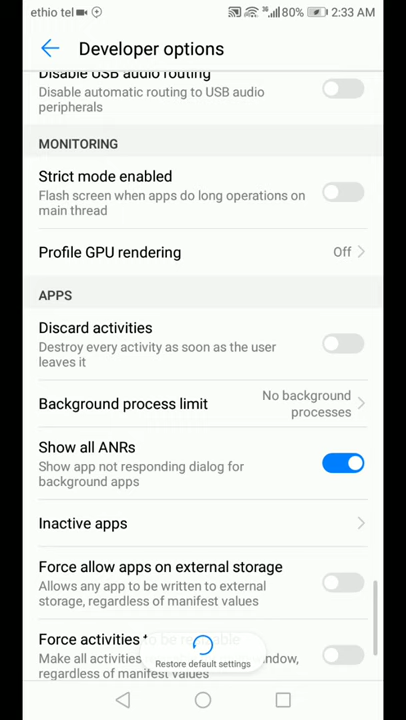 ethio tel 80% 2:33 AM
Developer options
Disable USB audio routing
Disable automatic routing to USB audio
peripherals
MONITORING
Strict mode enabled
Flash screen when apps do long operations on
main thread
Profile GPU rendering Off
APPS
Discard activities
Destroy every activity as soon as the user
leaves it
Background process limit No background
processes
Show all ANRs
Show app not responding dialog for
background apps
Inactive apps
Force allow apps on external storage
Allows any app to be written to external
storage, regardless of manifest values
Force activities
Make all activities
regardless of manifest values
Restore default settings